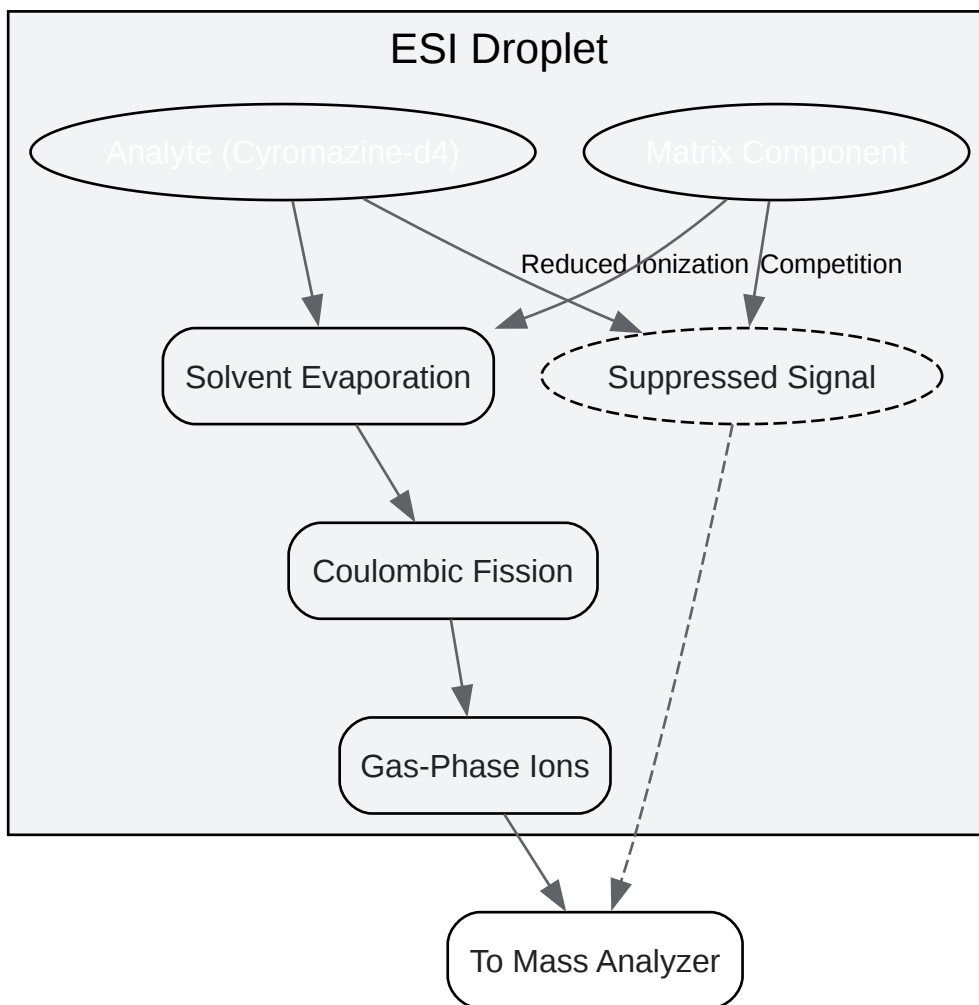 ESI Droplet
Analyte (Cyromazine-d4)
Matrix Component
Reduced Ionization
Competition
Solvent Evaporation
Suppressed Signal
Coulombic Fission
Gas-Phase Ions
To Mass Analyzer